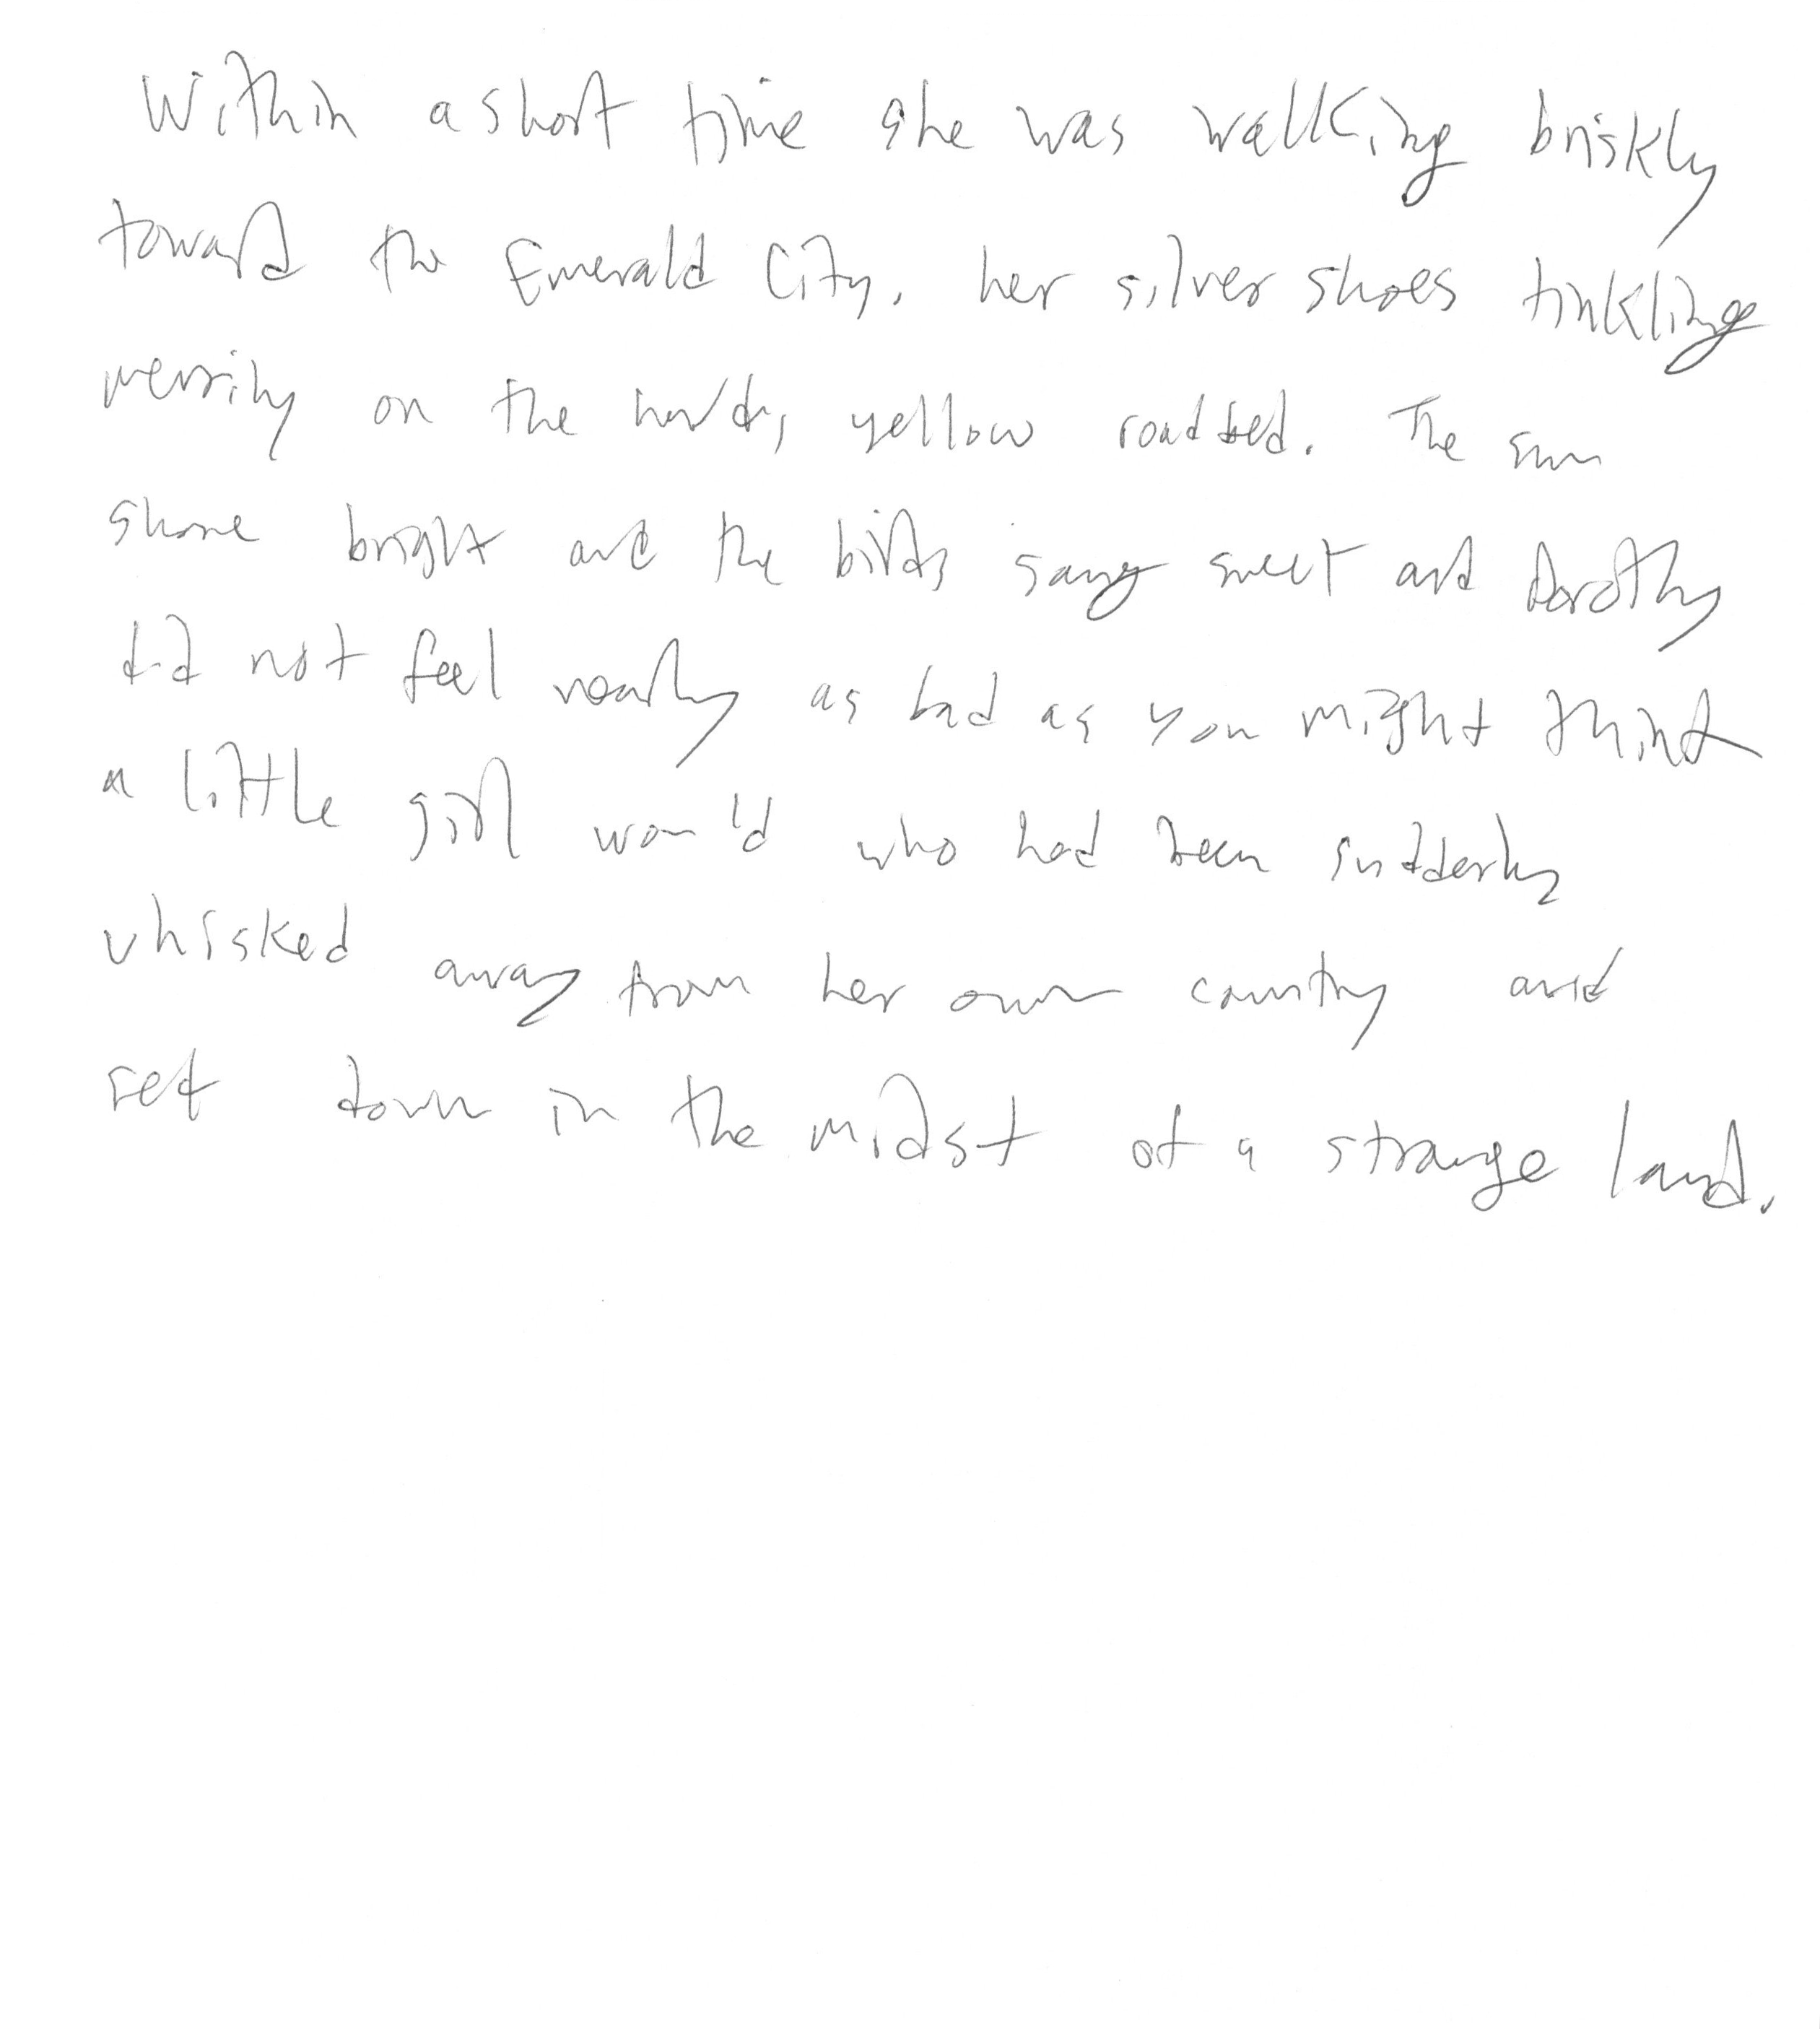 Within a short time she was walking briskly
toward the Emerald City, her silver shoes tinkling
merrily on the hard, yellow roadbed. The sun
shone bright and the birds sang sweet and Dorothy
did not feel nearly as bad as you might think
a little girl would who had been suddenly
whisked away from her own country and
set down in the midst of a strange land.